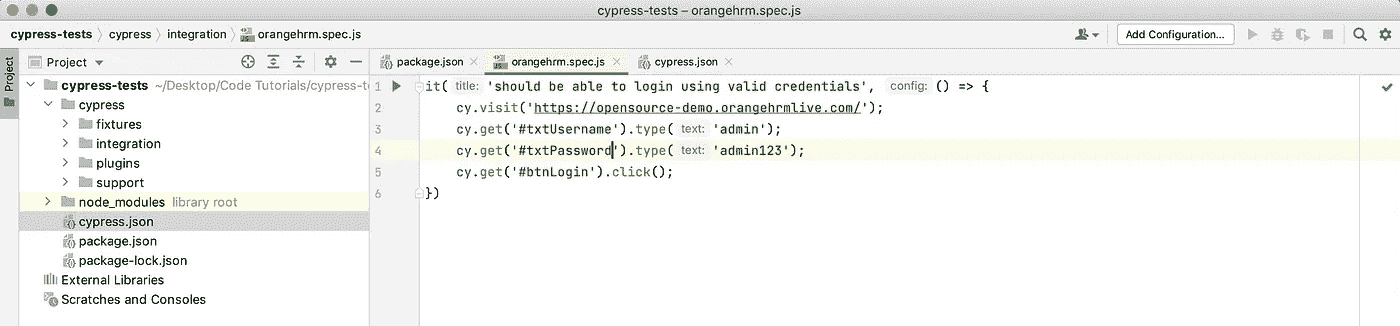 cypress-tests – orangehrm.spec.js
cypress-tests cypress integration orangehrm.spec.js
Add Configuration...
Project
Project
package.json orangehrm.spec.js cypress.json
cypress-tests ~/Desktop/Code Tutorials/cypress-t
cypress
fixtures
integration
plugins
support
node_modules library root
cypress.json
package.json
package-lock.json
External Libraries
Scratches and Consoles
1 it( title: 'should be able to login using valid credentials', config: () => {
2 cy.visit('https://opensource-demo.orangehrmlive.com/');
3 cy.get('#txtUsername').type( text: 'admin');
4 cy.get('#txtPassword').type( text: 'admin123');
5 cy.get('#btnLogin').click();
6 })